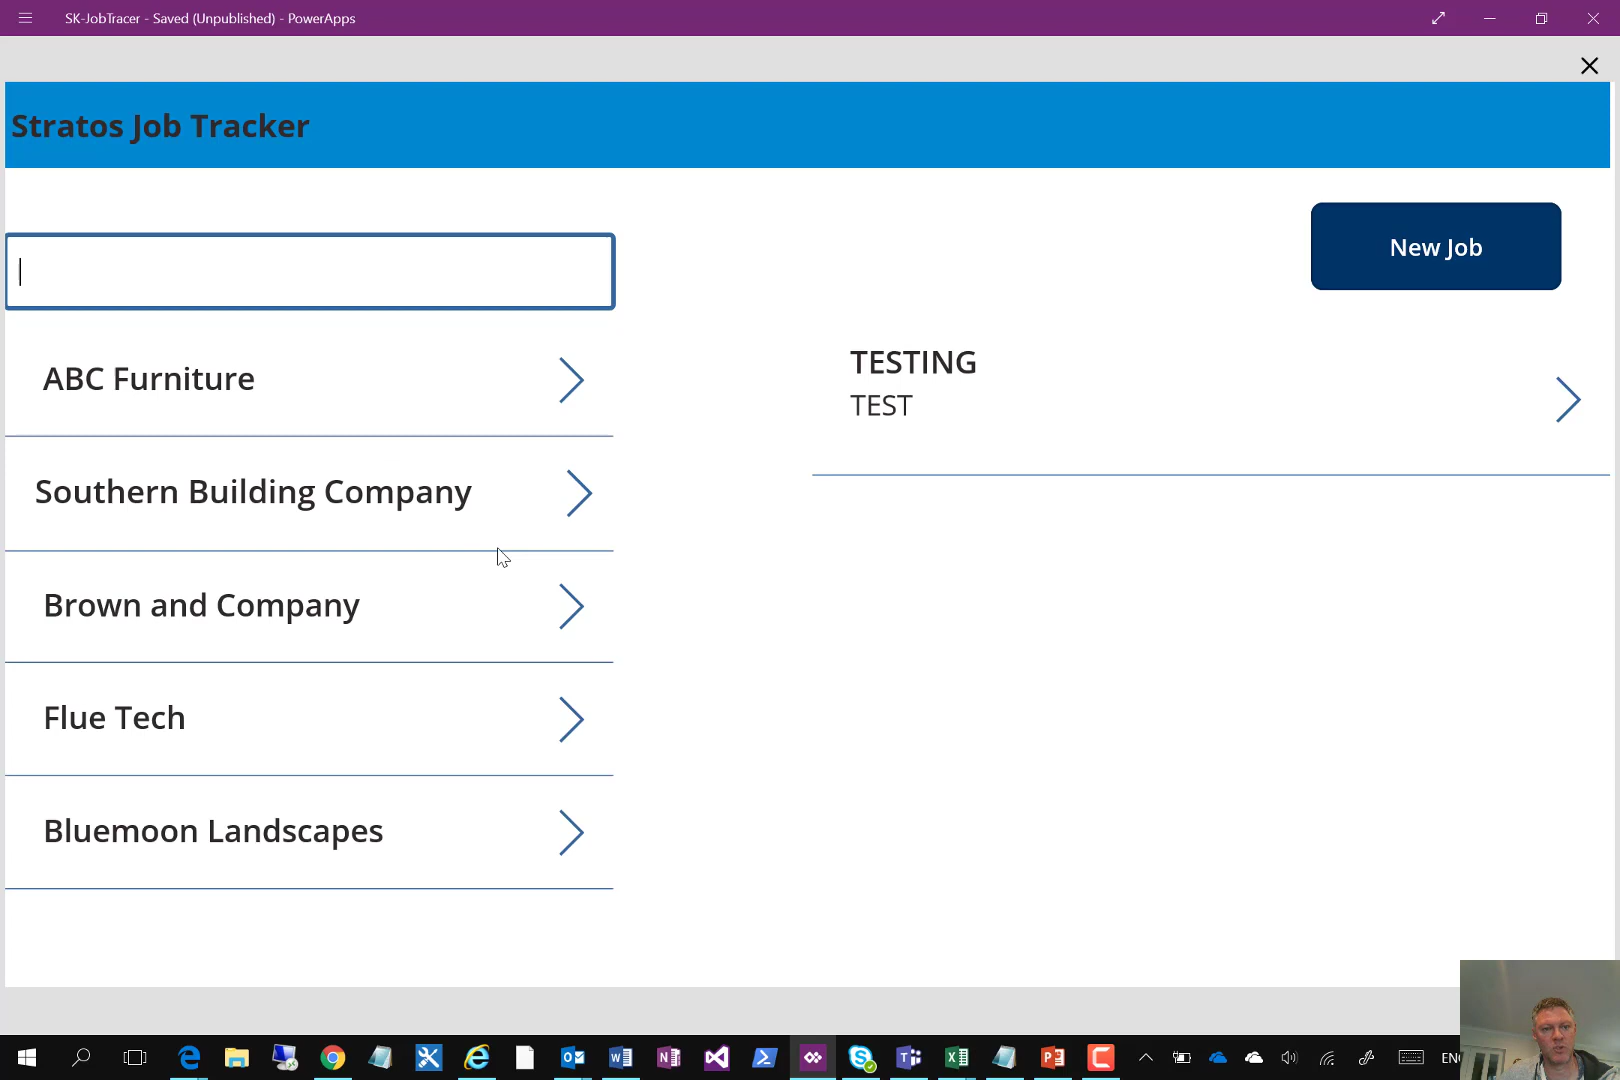 SK-JobTracer - Saved (Unpublished) - PowerApps
Stratos Job Tracker
New Job
ABC Furniture
Southern Building Company
Brown and Company
Flue Tech
Bluemoon Landscapes
TESTING
TEST